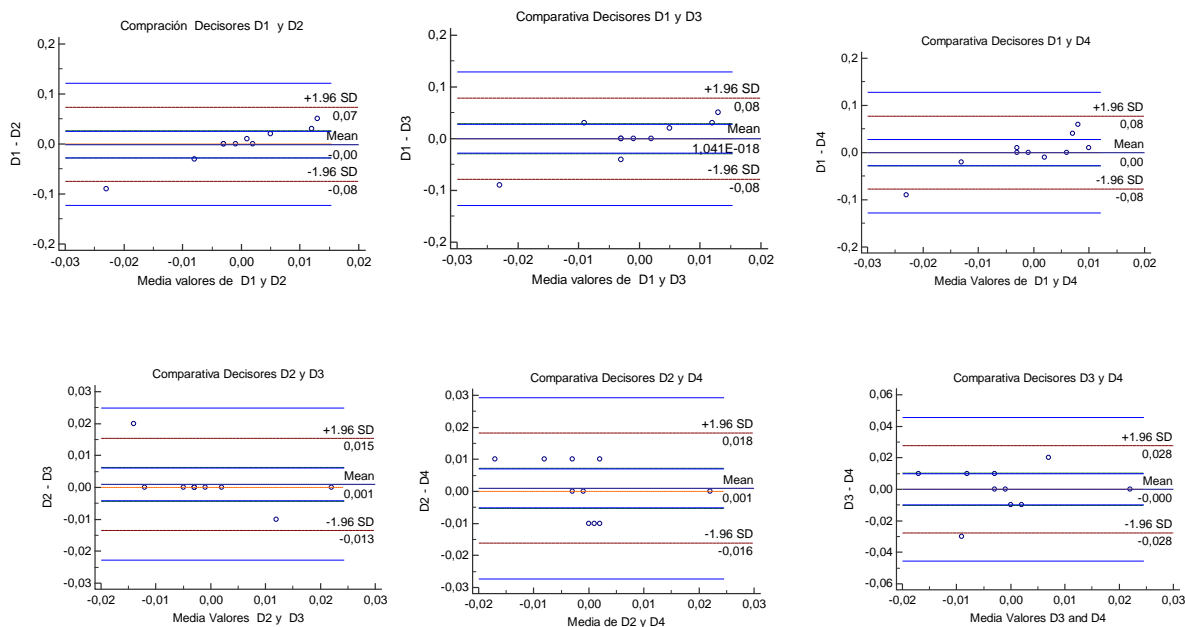 Compración Decisores D1 y D2
0,2
0,1
0,0
-0,1
-0,2
D1 - D2
+1.96 SD
0,07
Mean
-0,00
-1.96 SD
-0,08
-0,03 -0,02 -0,01 0,00 0,01 0,02
Media valores de D1 y D2
Comparativa Decisores D1 y D3
0,2
0,1
0,0
-0,1
-0,2
D1 - D3
+1.96 SD
0,08
Mean
1,041E-018
-1.96 SD
-0,08
-0,03 -0,02 -0,01 0,00 0,01 0,02
Media valores de D1 y D3
Comparativa Decisores D1 y D4
0,2
0,1
0,0
-0,1
-0,2
D1 - D4
+1.96 SD
0,08
Mean
0,00
-1.96 SD
-0,08
-0,03 -0,02 -0,01 0,00 0,01 0,02
Media Valores de D1 y D4
Comparativa Decisores D2 y D3
0,03
0,02
0,01
0,00
-0,01
-0,02
-0,03
D2 - D3
+1.96 SD
0,015
Mean
0,001
-1.96 SD
-0,013
-0,02 -0,01 0,00 0,01 0,02 0,03
Media Valores D2 y D3
Comparativa Decisores D2 y D4
0,03
0,02
0,01
0,00
-0,01
-0,02
-0,03
D2 - D4
+1.96 SD
0,018
Mean
0,001
-1.96 SD
-0,016
-0,02 -0,01 0,00 0,01 0,02 0,03
Media de D2 y D4
Comparativa Decisores D3 y D4
0,06
0,04
0,02
0,00
-0,02
-0,04
-0,06
D3 - D4
+1.96 SD
0,028
Mean
-0,000
-1.96 SD
-0,028
-0,02 -0,01 0,00 0,01 0,02 0,03
Media Valores D3 and D4